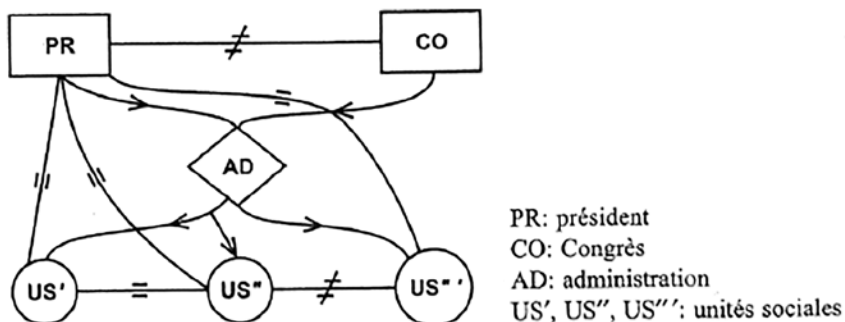 PR
CO
AD
US′
US″
US″′
PR: président
CO: Congrès
AD: administration
US′, US″, US″′: unités sociales